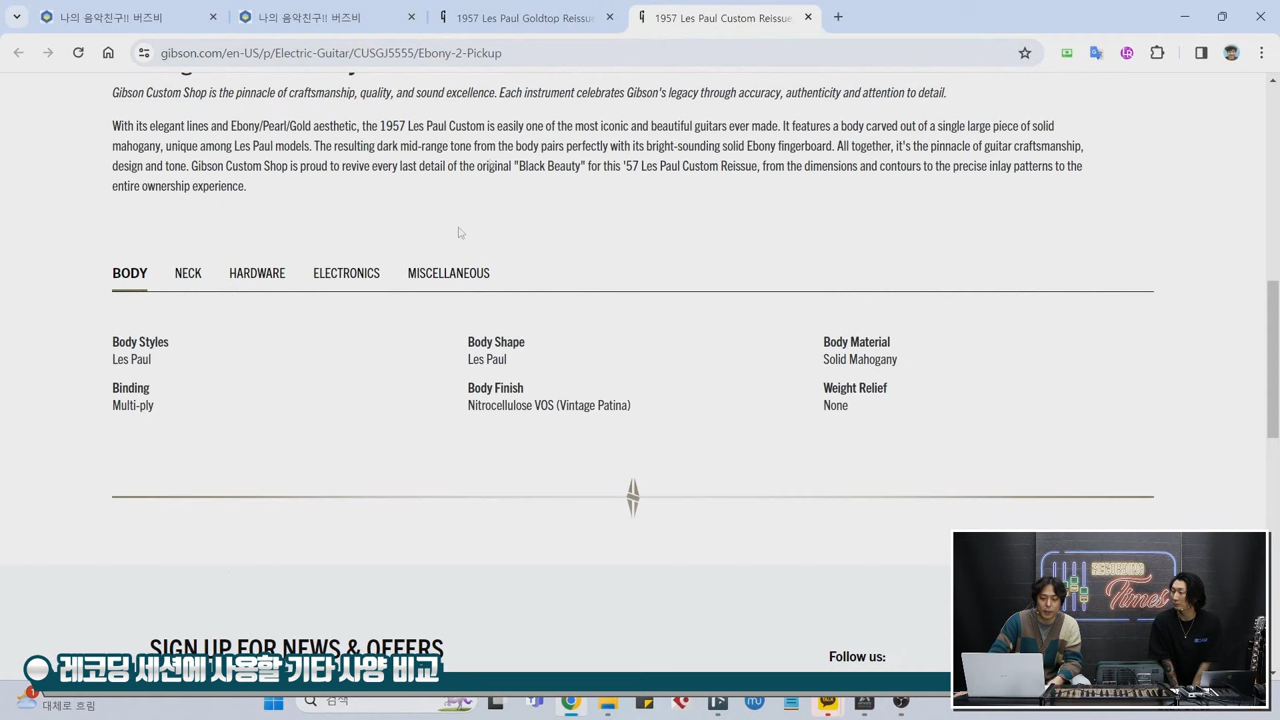 나의 음악친구!! 버즈비
나의 음악친구!! 버즈비
1957 Les Paul Goldtop Reissue
1957 Les Paul Custom Reissue
gibson.com/en-US/p/Electric-Guitar/CUSGJ5555/Ebony-2-Pickup
Gibson Custom Shop is the pinnacle of craftsmanship, quality, and sound excellence. Each instrument celebrates Gibson's legacy through accuracy, authenticity and attention to detail.
With its elegant lines and Ebony/Pearl/Gold aesthetic, the 1957 Les Paul Custom is easily one of the most iconic and beautiful guitars ever made. It features a body carved out of a single large piece of solid
mahogany, unique among Les Paul models. The resulting dark mid-range tone from the body pairs perfectly with its bright-sounding solid Ebony fingerboard. All together, it's the pinnacle of guitar craftsmanship,
design and tone. Gibson Custom Shop is proud to revive every last detail of the original "Black Beauty" for this '57 Les Paul Custom Reissue, from the dimensions and contours to the precise inlay patterns to the
entire ownership experience.
BODY NECK HARDWARE ELECTRONICS MISCELLANEOUS
Body Styles
Les Paul
Body Shape
Les Paul
Body Material
Solid Mahogany
Binding
Multi-ply
Body Finish
Nitrocellulose VOS (Vintage Patina)
Weight Relief
None
SIGN UP FOR NEWS & OFFERS
Follow us:
RECORDING
Times
레코딩 세션에 사용할 기타 사양 비교
1
대체로 흐림
검색